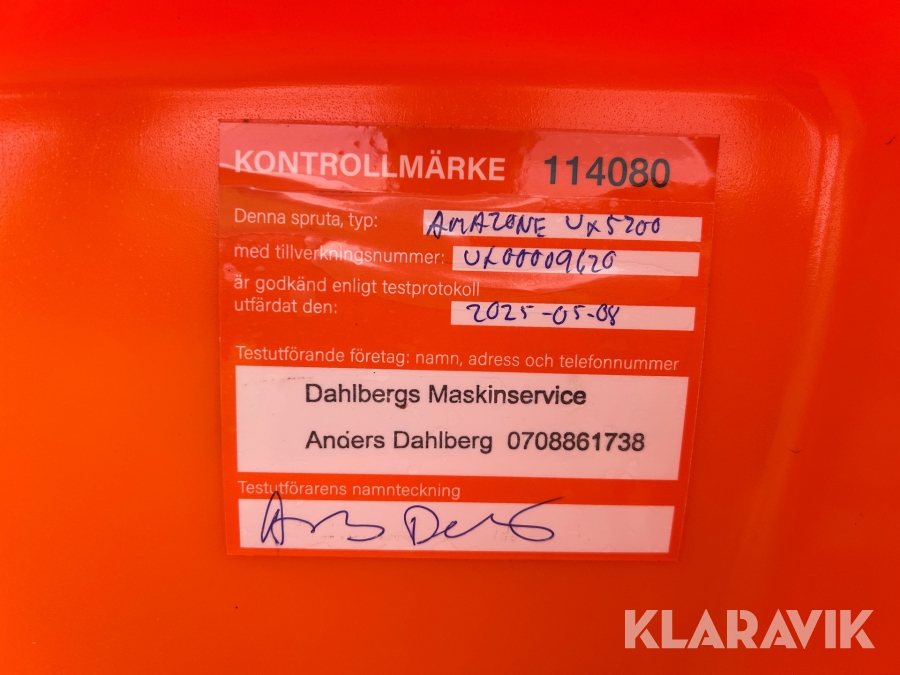 KONTROLLMÄRKE 114080
Denna spruta, typ: AMAZONE UX5200
med tillverkningsnummer: UX00009620
är godkänd enligt testprotokoll
utfärdat den: 2025-05-08
Testutförande företag: namn, adress och telefonnummer
Dahlbergs Maskinservice
Anders Dahlberg 0708861738
Testutförarens namnteckning
KLARAVIK